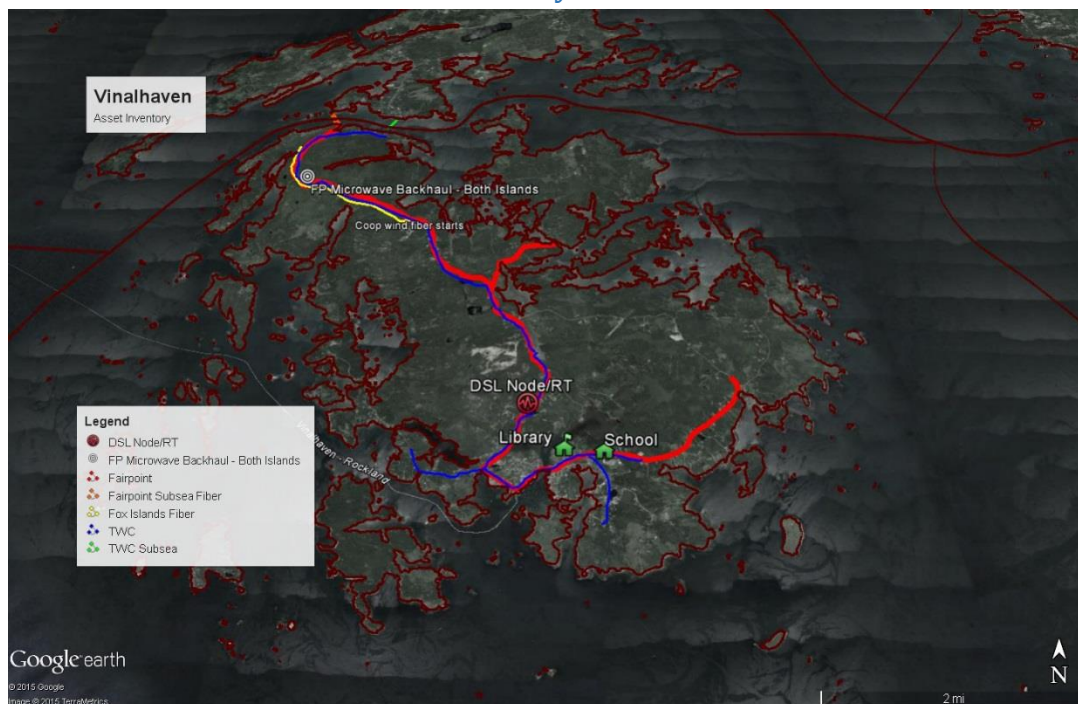 Vinalhaven
Asset Inventory
FP Microwave Backhaul - Both Islands
Coop wind fiber starts
DSL Node/RT
Library
School
Vinalhaven - Rockland
Legend
DSL Node/RT
FP Microwave Backhaul - Both Islands
Fairpoint
Fairpoint Subsea Fiber
Fox Islands Fiber
TWC
TWC Subsea
Google earth
© 2015 Google
Image © 2015 TerraMetrics
N
2 mi